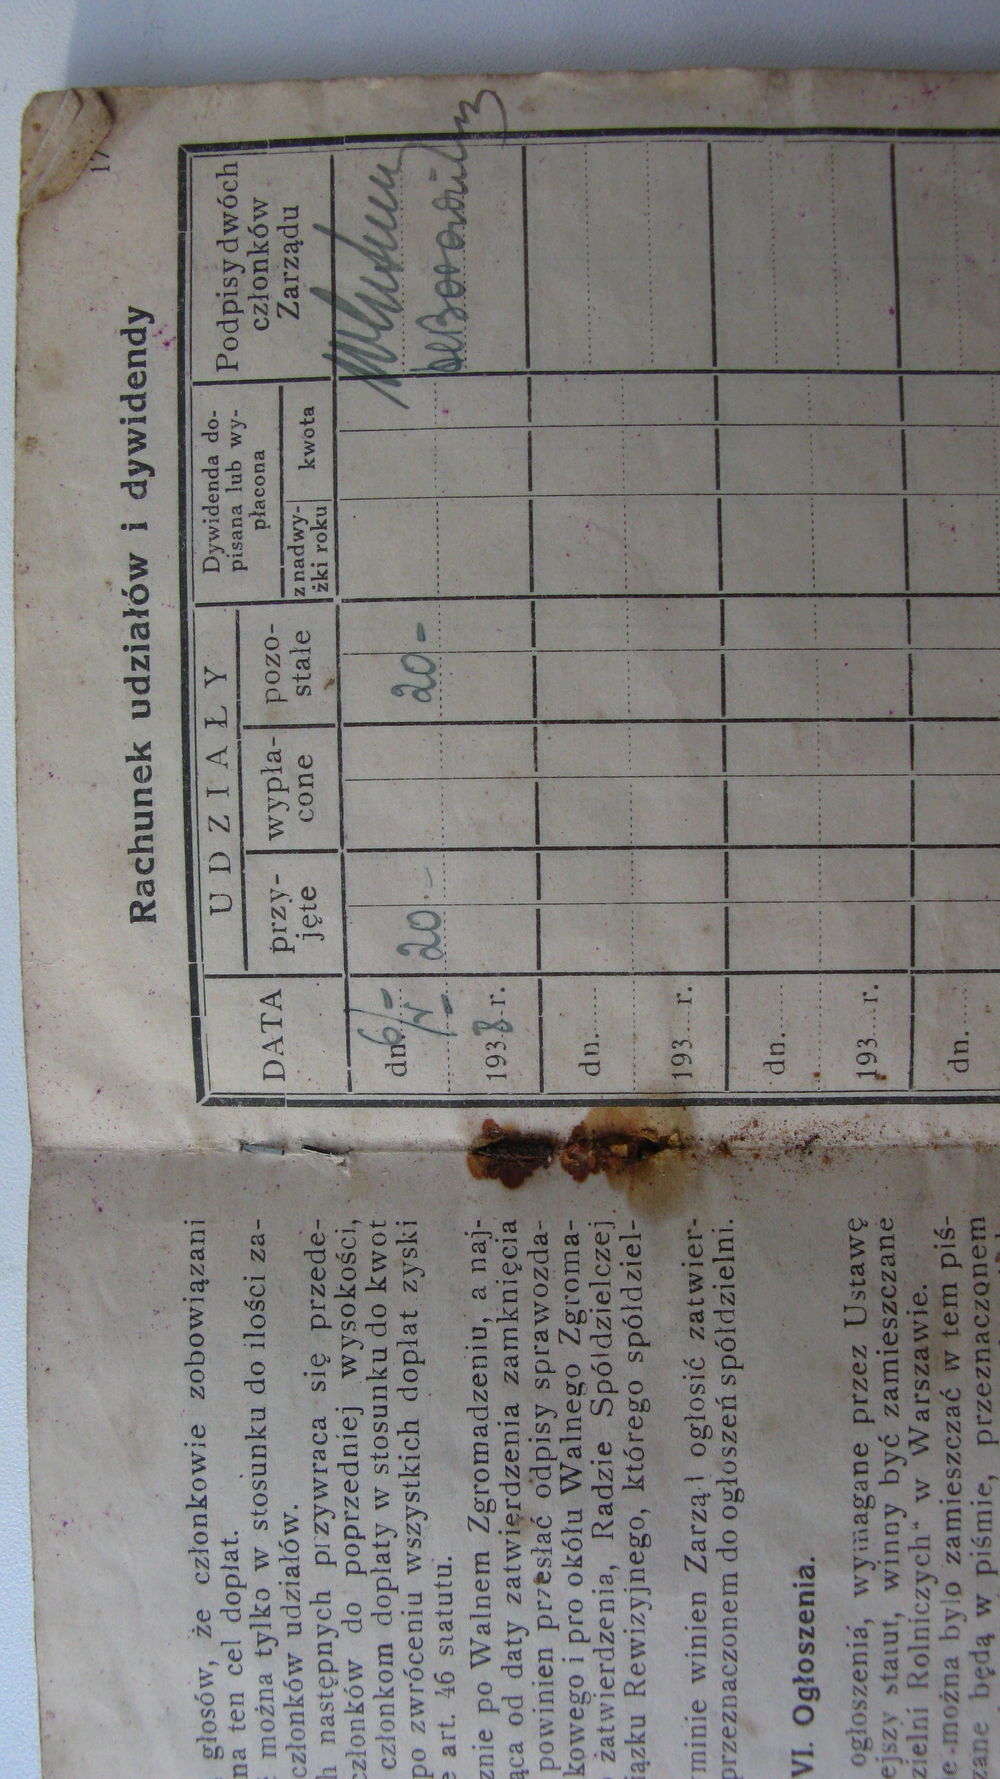 głosów, że członkowie zobowiązani
na ten cel dopłat.
można tylko w stosunku do ilości za-
członków udziałów.
h następnych przywraca się przede-
członków do poprzedniej wysokości,
członkom dopłaty w stosunku do kwot
po zwróceniu wszystkich dopłat zyski
e art. 46 statutu.
znie po Walnem Zgromadzeniu, a naj-
ąca od daty zatwierdzenia zamknięcia
powinien przesłać odpisy sprawozda-
kowego i pro okółu Walnego Zgroma-
zatwierdzenia, Radzie Spółdzielczej
iązku Rewizyjnego, którego spółdziel-
minie winien Zarząd ogłosić zatwier-
przeznaczonem do ogłoszeń spółdzielni.
VI. Ogłoszenia.
ogłoszenia, wymagane przez Ustawę
ejszy staut, winny być zamieszczane
zielni Rolniczych“ w Warszawie.
e można było zamieszczać w tem piś-
zane będą w piśmie, przeznaczonem
17
Rachunek udziałów i dywidendy
DATA
UDZIAŁY
przy-
jęte
wypła-
cone
pozo-
stałe
Dywidenda do-
pisana lub wy-
płacona
z nadwy-
żki roku
kwota
Podpisy dwóch
członków
Zarządu
dn. 6/V
20.- 20-
1938 r.
dn.
193 r.
dn.
193 r.
dn.